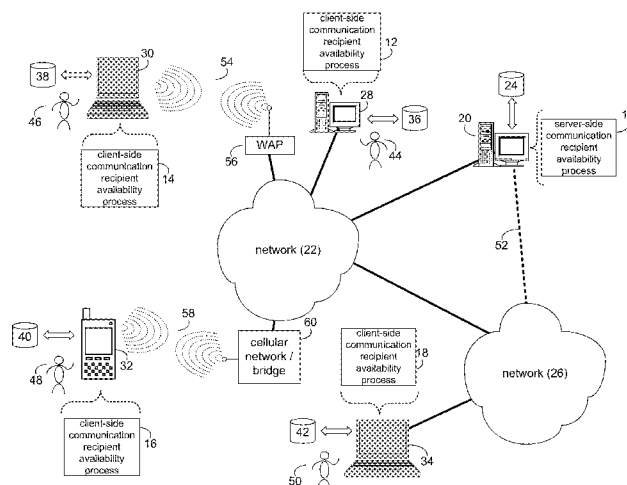 30
38
54
46
client-side
communication
recipient
availability
process
14
WAP
56
client-side
communication
recipient
availability
process
12
28
36
44
24
20
server-side
communication
recipient
availability
process
1
52
network (22)
network (26)
58
40
32
48
client-side
communication
recipient
availability
process
16
60
cellular
network /
bridge
client-side
communication
recipient
availability
process
18
42
34
50